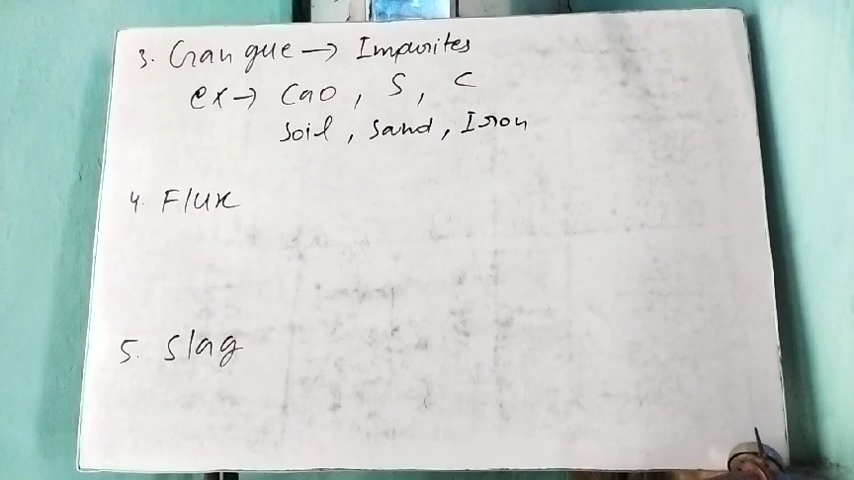 3. Gangue → Impurites
ex → CaO, S, C
Soil, Sand, Iron
4. Flux
5. Slag